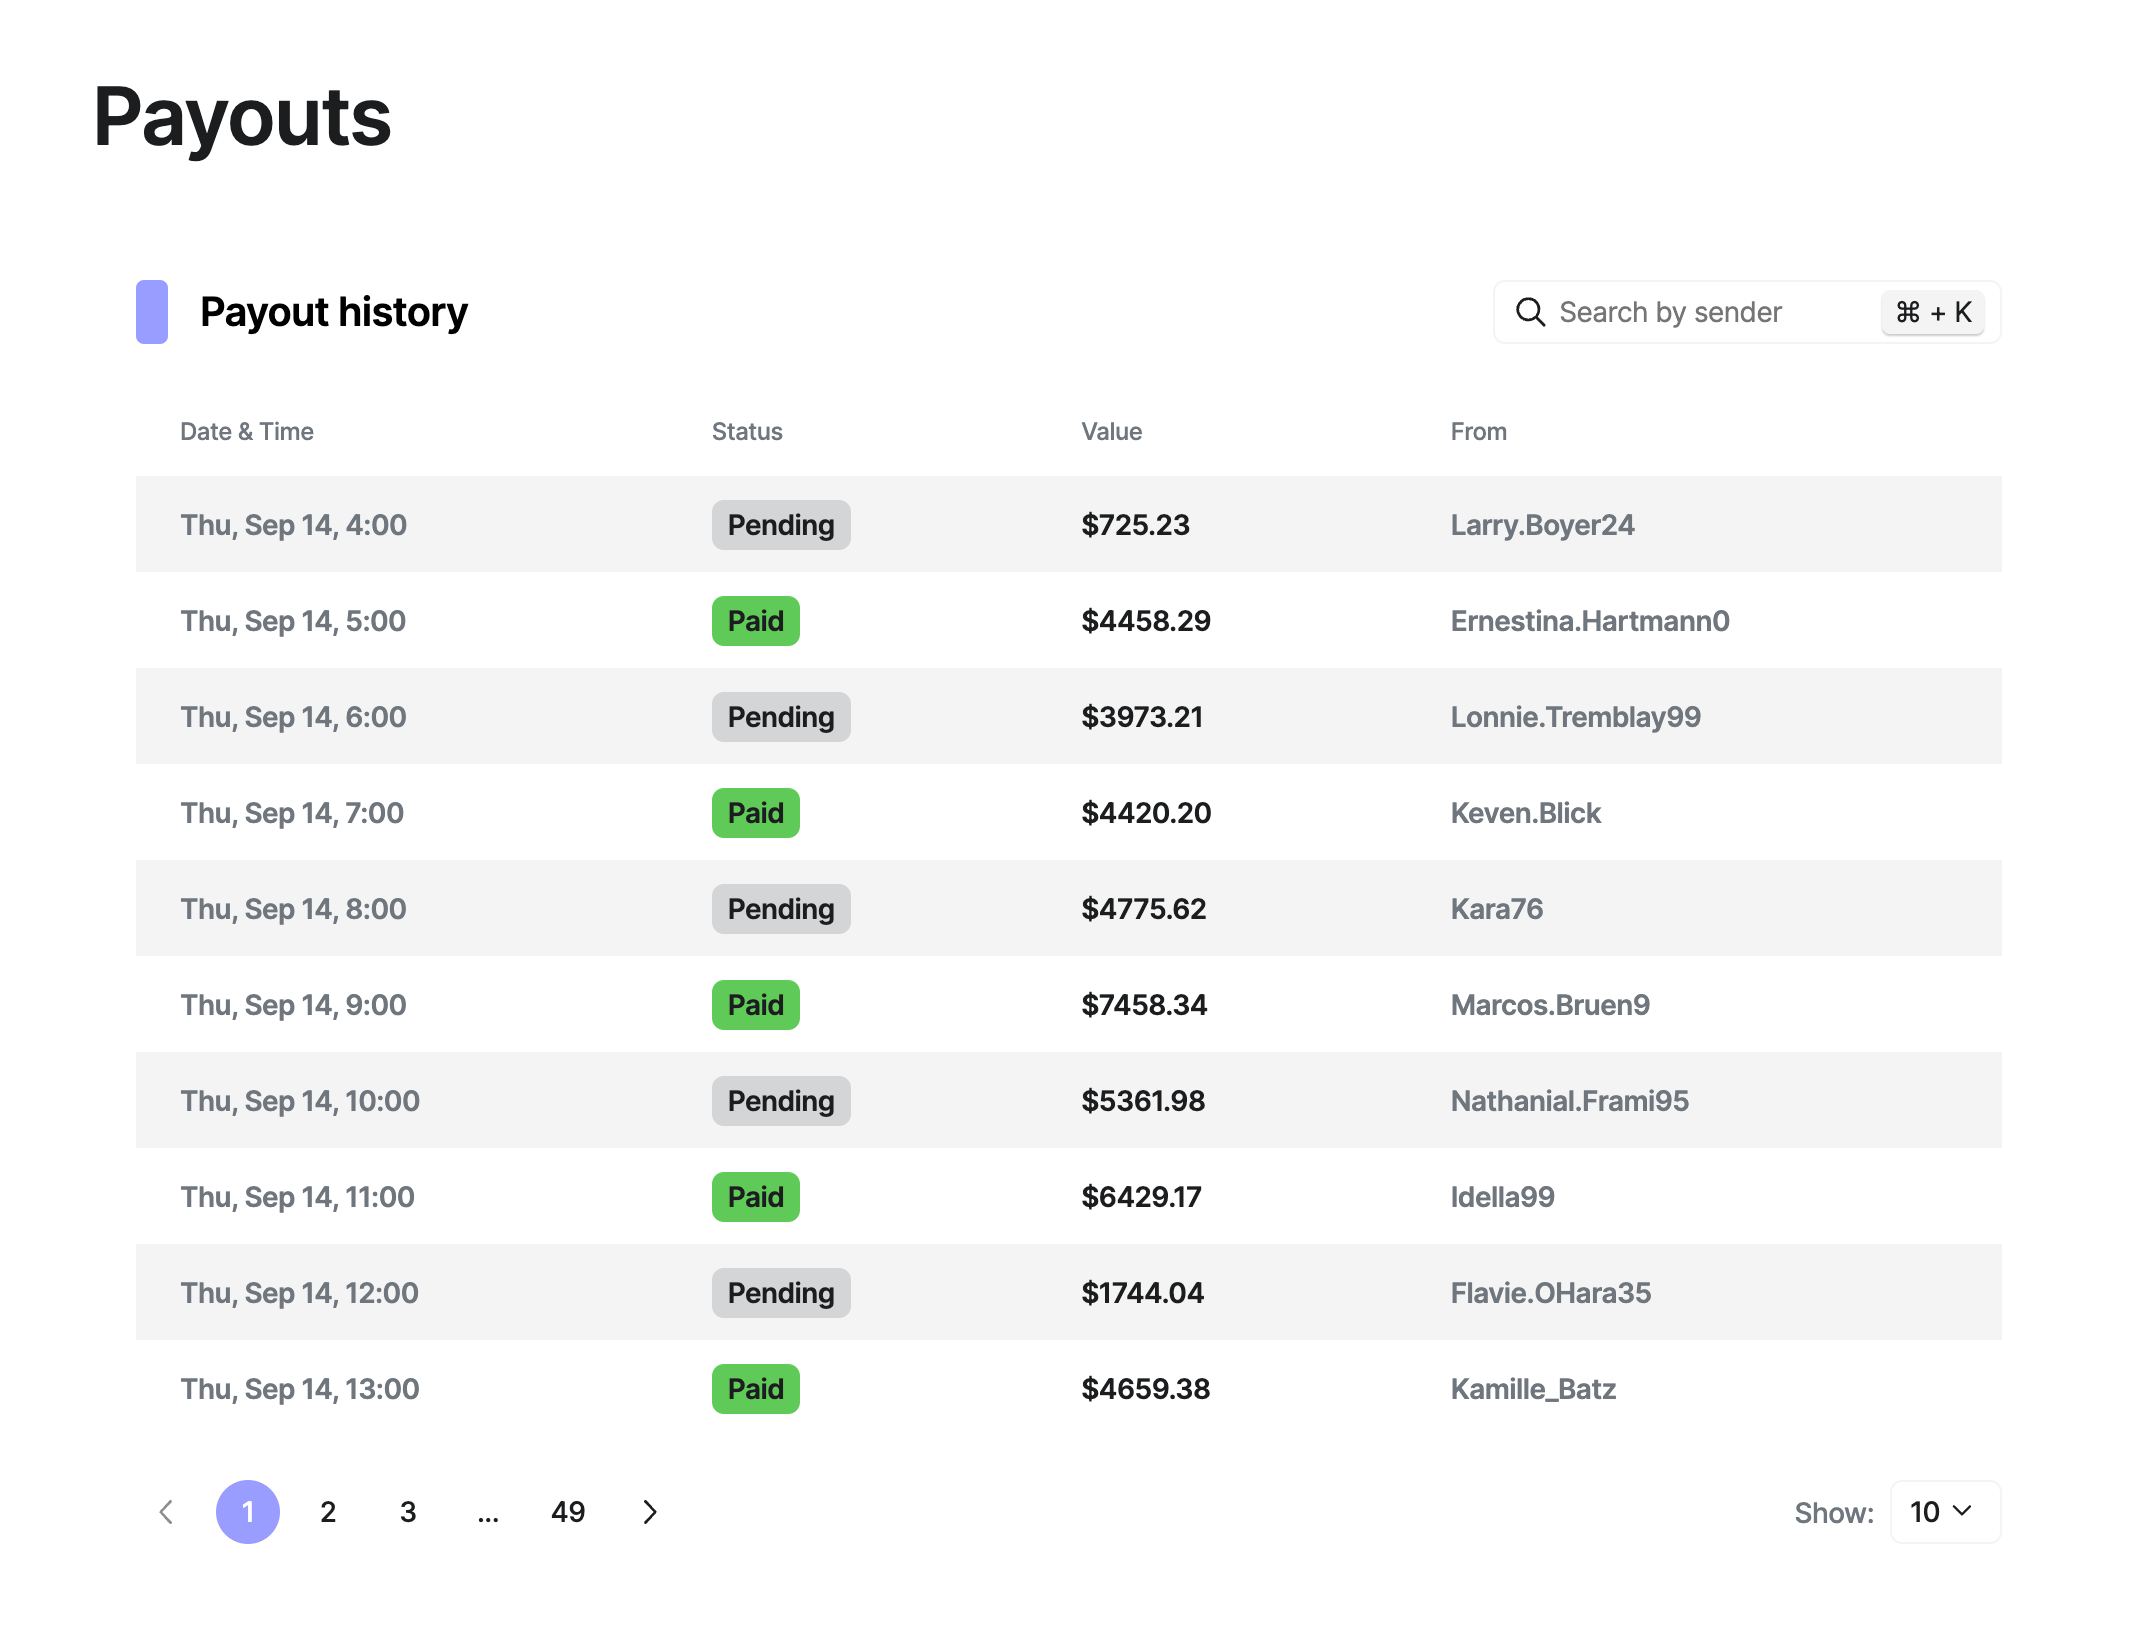 Payouts
Payout history
Search by sender ⌘ + K
Date & Time Status Value From
Thu, Sep 14, 4:00 Pending $725.23 Larry.Boyer24
Thu, Sep 14, 5:00 Paid $4458.29 Ernestina.Hartmann0
Thu, Sep 14, 6:00 Pending $3973.21 Lonnie.Tremblay99
Thu, Sep 14, 7:00 Paid $4420.20 Keven.Blick
Thu, Sep 14, 8:00 Pending $4775.62 Kara76
Thu, Sep 14, 9:00 Paid $7458.34 Marcos.Bruen9
Thu, Sep 14, 10:00 Pending $5361.98 Nathanial.Frami95
Thu, Sep 14, 11:00 Paid $6429.17 Idella99
Thu, Sep 14, 12:00 Pending $1744.04 Flavie.OHara35
Thu, Sep 14, 13:00 Paid $4659.38 Kamille_Batz
1 2 3 ... 49
Show: 10